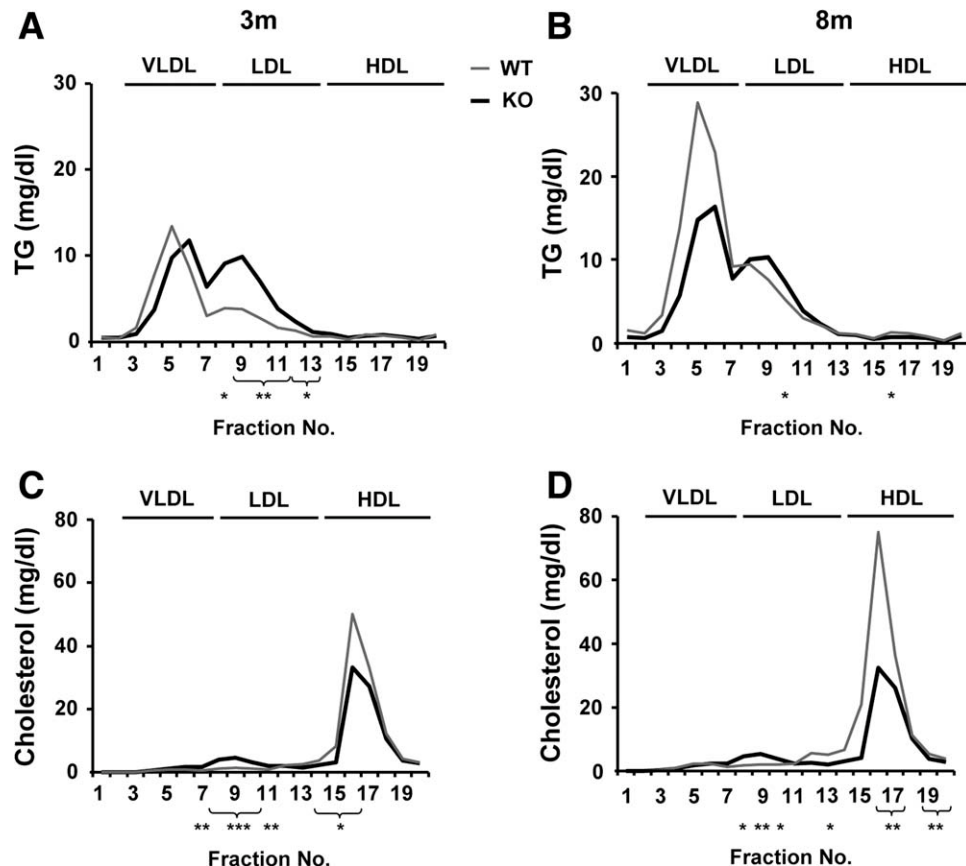 A
3m
VLDL LDL HDL
TG (mg/dl)
30
20
10
0
1 3 5 7 9 11 13 15 17 19
* ** *
Fraction No.
WT
KO
B
8m
VLDL LDL HDL
TG (mg/dl)
30
20
10
0
1 3 5 7 9 11 13 15 17 19
* *
Fraction No.
C
VLDL LDL HDL
Cholesterol (mg/dl)
80
60
40
20
0
1 3 5 7 9 11 13 15 17 19
** *** ** *
Fraction No.
D
VLDL LDL HDL
Cholesterol (mg/dl)
80
60
40
20
0
1 3 5 7 9 11 13 15 17 19
* ** * * ** **
Fraction No.